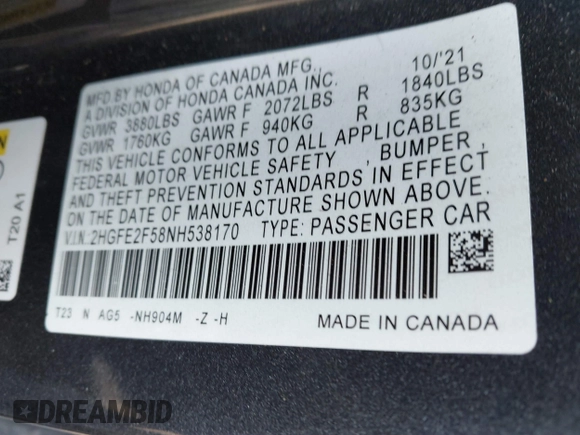 MFD.BY HONDA OF CANADA MFG., 10/'21
A DIVISION OF HONDA CANADA INC.
GVWR 3880LBS GAWR F 2072LBS R 1840LBS
GVWR 1760KG GAWR F 940KG R 835KG
THIS VEHICLE CONFORMS TO ALL APPLICABLE
FEDERAL MOTOR VEHICLE SAFETY , BUMPER ,
AND THEFT PREVENTION STANDARDS IN EFFECT
ON THE DATE OF MANUFACTURE SHOWN ABOVE.
V.I.N:2HGFE2F58NH538170 TYPE: PASSENGER CAR
T23 N AG5 -NH904M -Z -H
MADE IN CANADA
T20 A1
DREAMBID